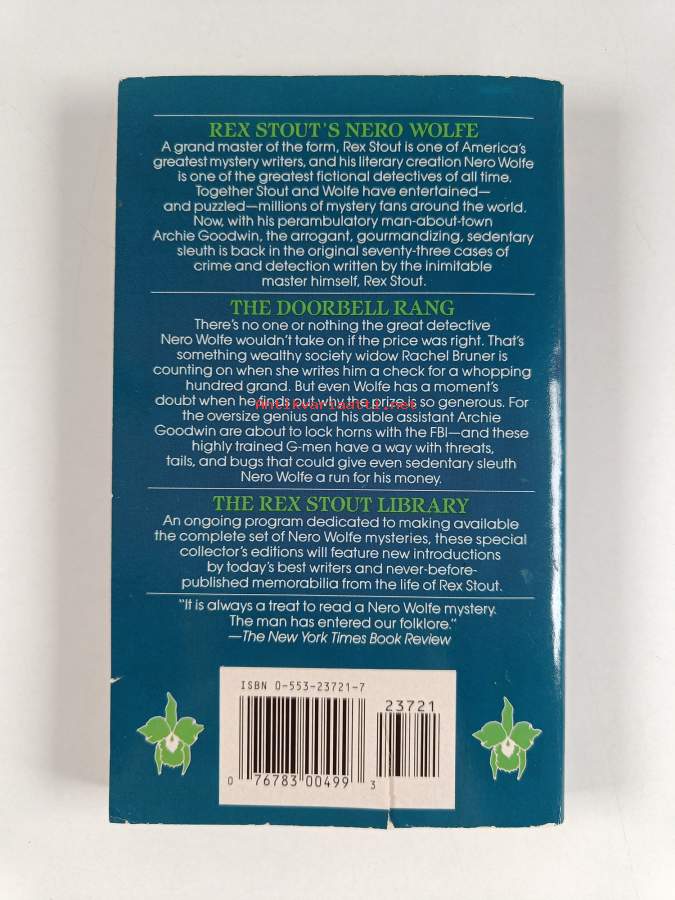 REX STOUT'S NERO WOLFE
A grand master of the form, Rex Stout is one of America's
greatest mystery writers, and his literary creation Nero Wolfe
is one of the greatest fictional detectives of all time.
Together Stout and Wolfe have entertained—
and puzzled—millions of mystery fans around the world.
Now, with his perambulatory man-about-town
Archie Goodwin, the arrogant, gourmandizing, sedentary
sleuth is back in the original seventy-three cases of
crime and detection written by the inimitable
master himself, Rex Stout.
THE DOORBELL RANG
There's no one or nothing the great detective
Nero Wolfe wouldn't take on if the price was right. That's
something wealthy society widow Rachel Bruner is
counting on when she writes him a check for a whopping
hundred grand. But even Wolfe has a moment's
doubt when he finds out why the prize is so generous. For
Antikvariaatti.net
the oversize genius and his able assistant Archie
Goodwin are about to lock horns with the FBI—and these
highly trained G-men have a way with threats,
tails, and bugs that could give even sedentary sleuth
Nero Wolfe a run for his money.
THE REX STOUT LIBRARY
An ongoing program dedicated to making available
the complete set of Nero Wolfe mysteries, these special
collector's editions will feature new introductions
by today's best writers and never-before-
published memorabilia from the life of Rex Stout.
"It is always a treat to read a Nero Wolfe mystery.
The man has entered our folklore."
—The New York Times Book Review
ISBN 0-553-23721-7
23721
0 76783 00499 3